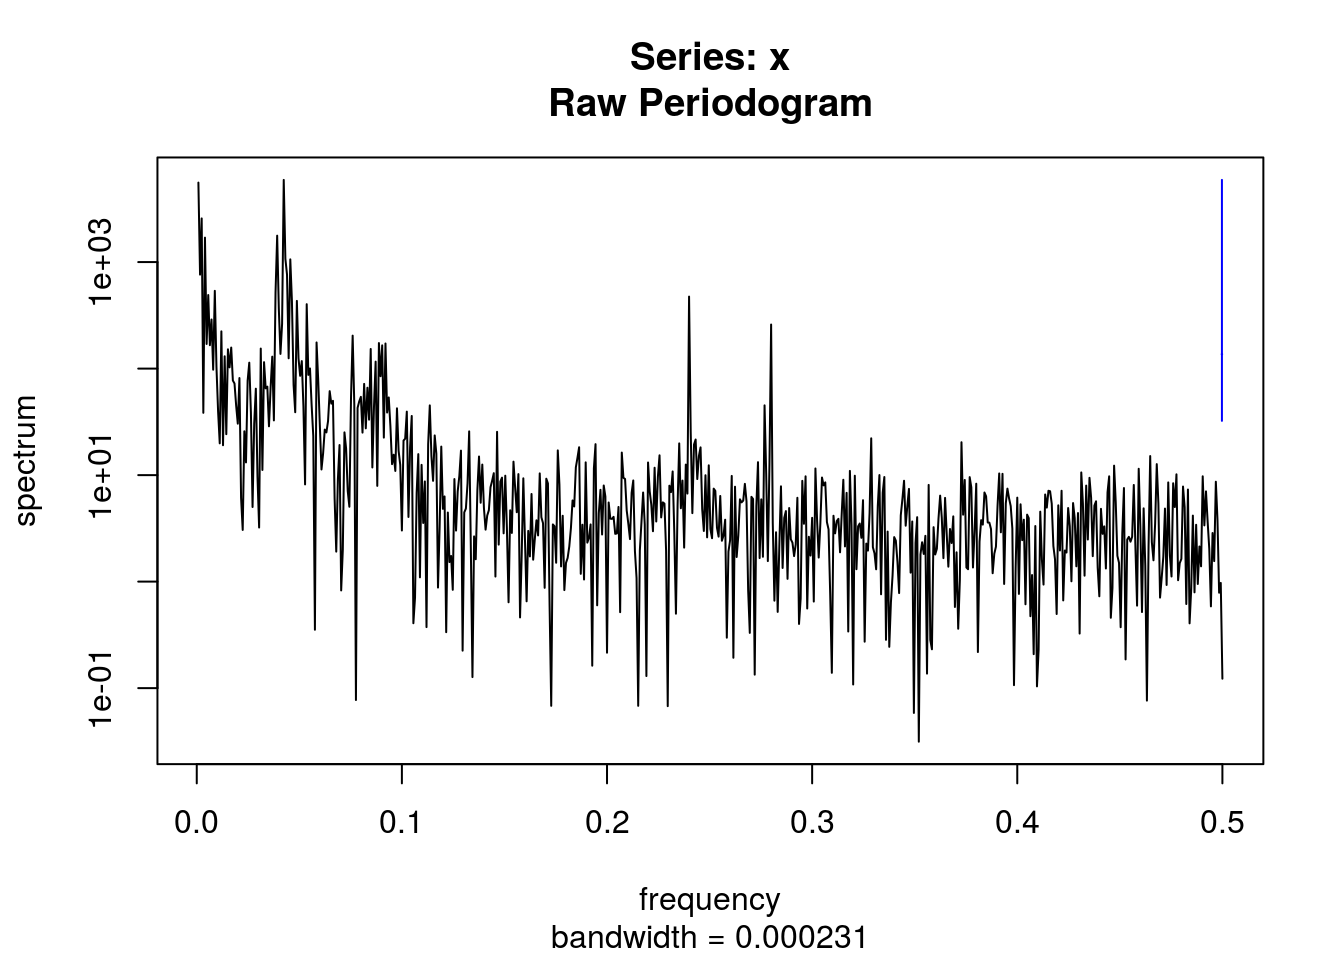 Series: x
Raw Periodogram
spectrum
1e+03
1e+01
1e-01
0.0 0.1 0.2 0.3 0.4 0.5
frequency
bandwidth = 0.000231